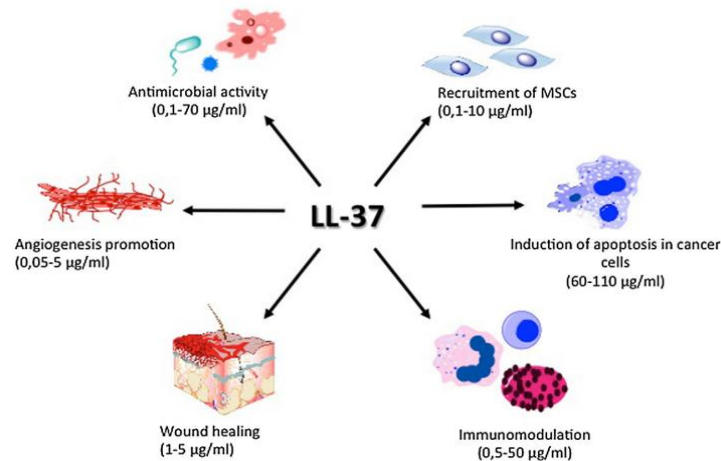 Antimicrobial activity
(0,1-70 µg/ml)
Recruitment of MSCs
(0,1-10 µg/ml)
LL-37
Angiogenesis promotion
(0,05-5 µg/ml)
Induction of apoptosis in cancer
cells
(60-110 µg/ml)
Wound healing
(1-5 µg/ml)
Immunomodulation
(0,5-50 µg/ml)